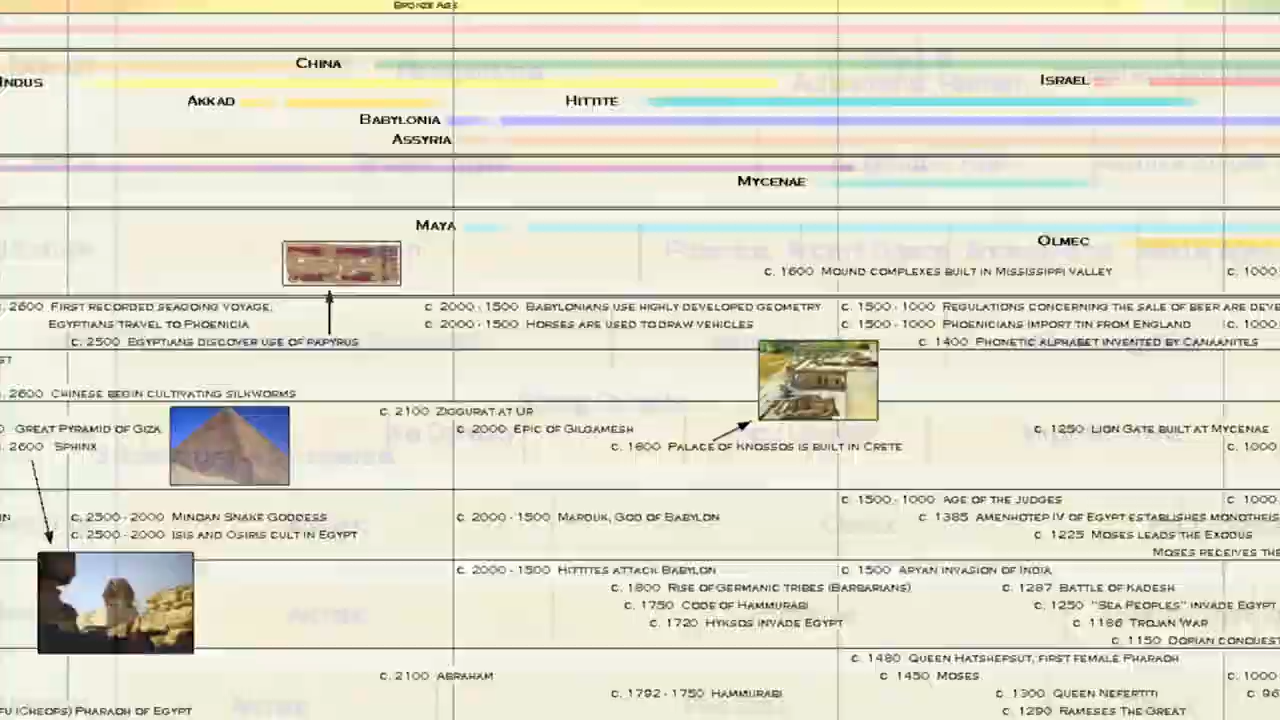 BRONZE AGE
CHINA
INDUS
ISRAEL
AKKAD
HITTITE
BABYLONIA
ASSYRIA
MYCENAE
MAYA
OLMEC
C. 1600 MOUND COMPLEXES BUILT IN MISSISSIPPI VALLEY
C. 1000
. 2600 FIRST RECORDED SEAGOING VOYAGE,
C. 2000 - 1500 BABYLONIANS USE HIGHLY DEVELOPED GEOMETRY
C. 1500 - 1000 REGULATIONS CONCERNING THE SALE OF BEER ARE DEVE
EGYPTIANS TRAVEL TO PHOENICIA
C. 2000 - 1500 HORSES ARE USED TO DRAW VEHICLES
C. 1500 - 1000 PHOENICIANS IMPORT TIN FROM ENGLAND
C. 1000
C. 2500 EGYPTIANS DISCOVER USE OF PAPYRUS
C. 1400 PHONETIC ALPHABET INVENTED BY CANAANITES
ST
. 2600 CHINESE BEGIN CULTIVATING SILKWORMS
C. 2100 ZIGGURAT AT UR
0 GREAT PYRAMID OF GIZA
C. 2000 EPIC OF GILGAMESH
C. 1250 LION GATE BUILT AT MYCENAE
. 2600 SPHINX
C. 1800 PALACE OF KNOSSOS IS BUILT IN CRETE
C. 1000
C. 1500 - 1000 AGE OF THE JUDGES
C. 1000
IN
C. 2500 - 2000 MINOAN SNAKE GODDESS
C. 2000 - 1500 MARDUK, GOD OF BABYLON
C. 1385 AMENHOTEP IV OF EGYPT ESTABLISHES MONOTHEIS
C. 2500 - 2000 ISIS AND OSIRIS CULT IN EGYPT
C. 1225 MOSES LEADS THE EXODUS
MOSES RECEIVES THE
C. 2000 - 1500 HITTITES ATTACK BABYLON
C. 1500 ARYAN INVASION OF INDIA
C. 1800 RISE OF GERMANIC TRIBES (BARBARIANS)
C. 1287 BATTLE OF KADESH
C. 1750 CODE OF HAMMURABI
C. 1250 "SEA PEOPLES" INVADE EGYPT
C. 1720 HYKSOS INVADE EGYPT
C. 1186 TROJAN WAR
C. 1150 DORIAN CONQUEST
C. 1480 QUEEN HATSHEPSUT, FIRST FEMALE PHARAOH
C. 2100 ABRAHAM
C. 1450 MOSES
C. 1000
C. 1792 - 1750 HAMMURABI
C. 1300 QUEEN NEFERTITI
C. 96
FU (CHEOPS) PHARAOH OF EGYPT
C. 1290 RAMESES THE GREAT